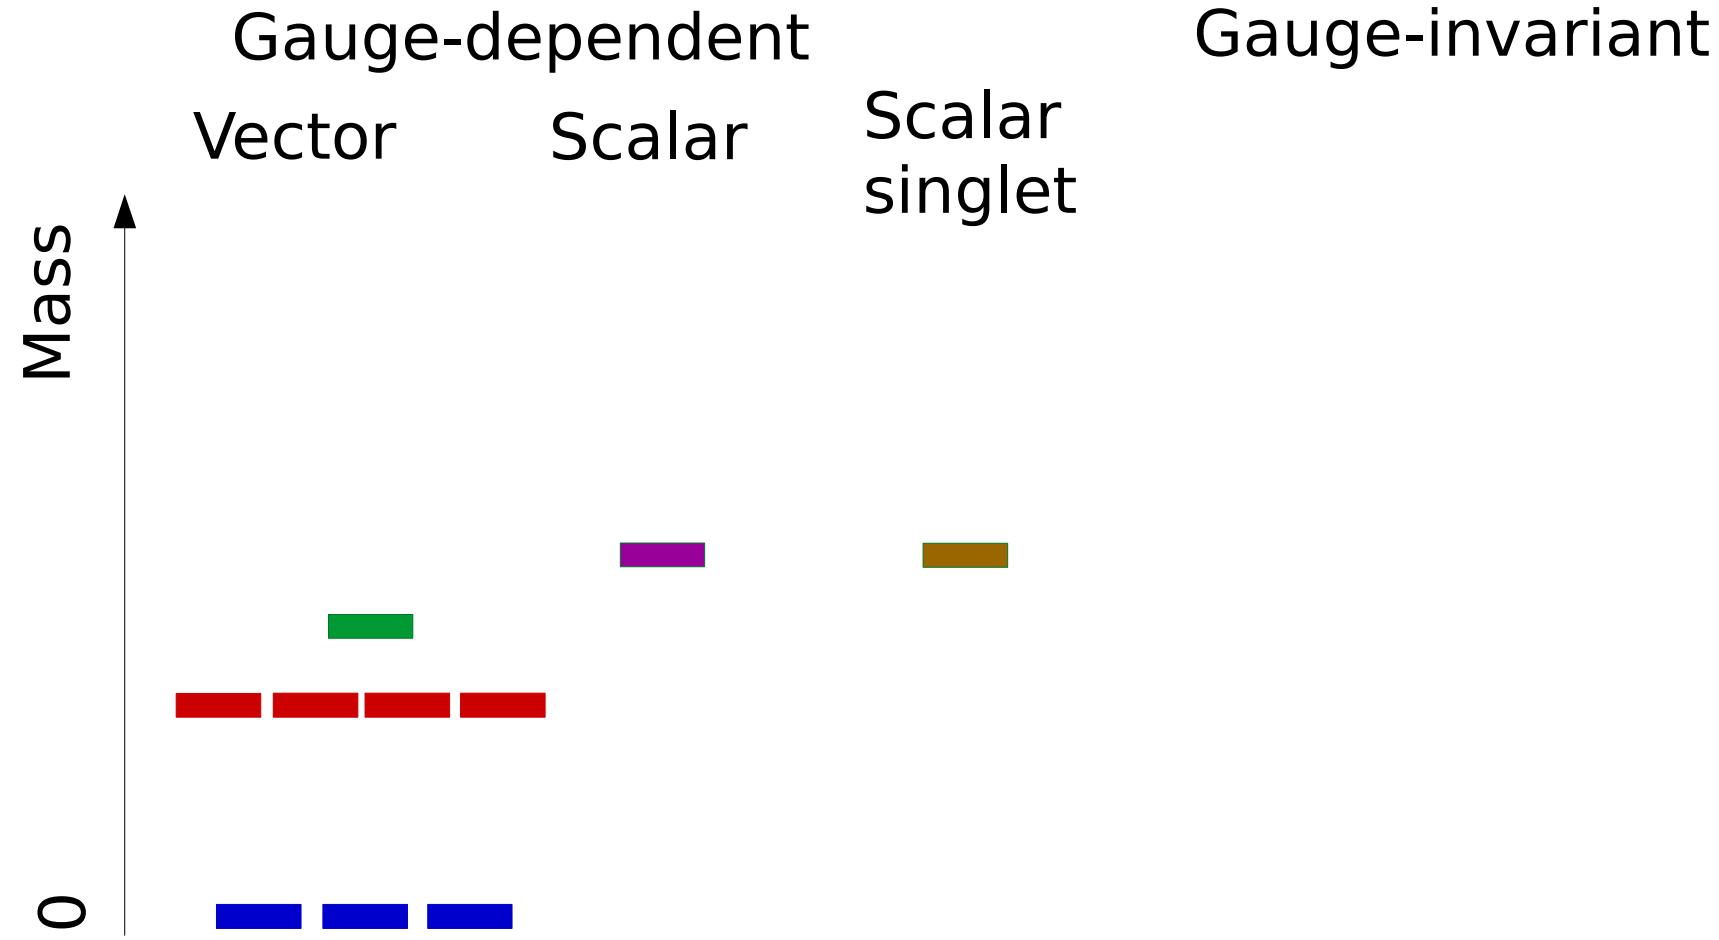 Gauge-dependent
Gauge-invariant
Vector
Scalar
Scalar
singlet
Mass
0